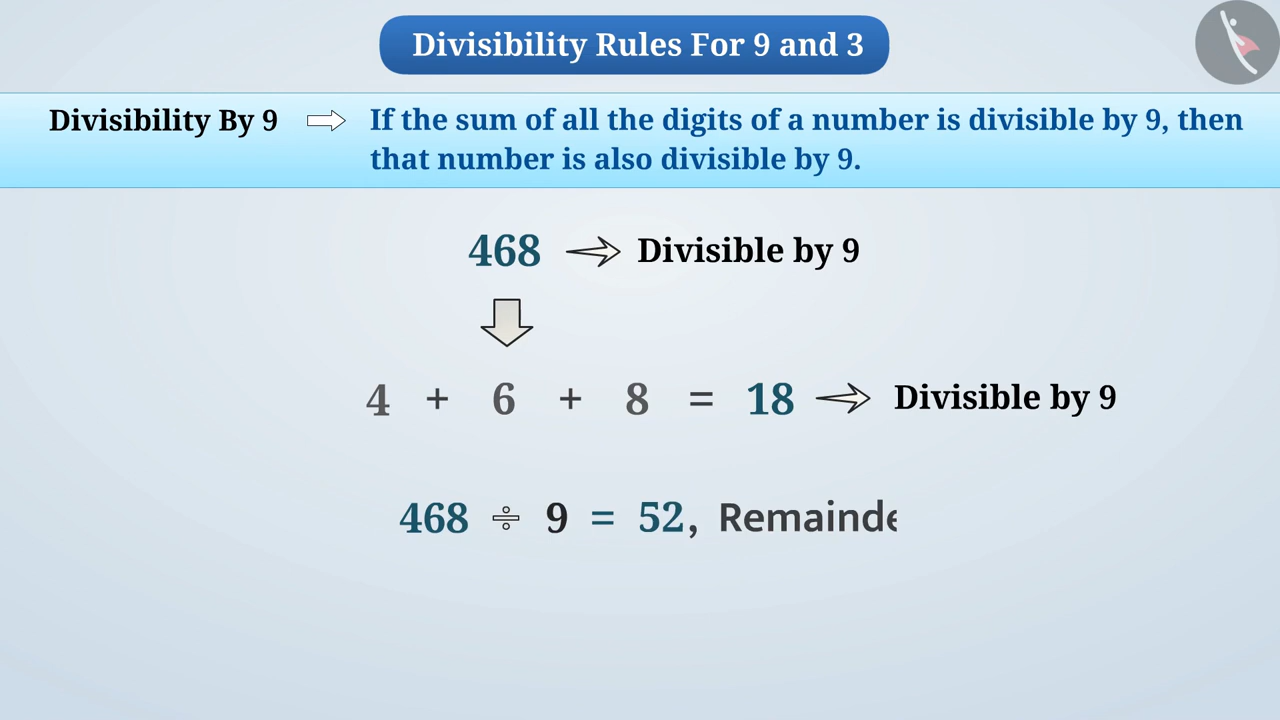 Divisibility Rules For 9 and 3
Divisibility By 9
If the sum of all the digits of a number is divisible by 9, then
that number is also divisible by 9.
468 Divisible by 9
4 + 6 + 8 = 18 Divisible by 9
468 ÷ 9 = 52, Remainde